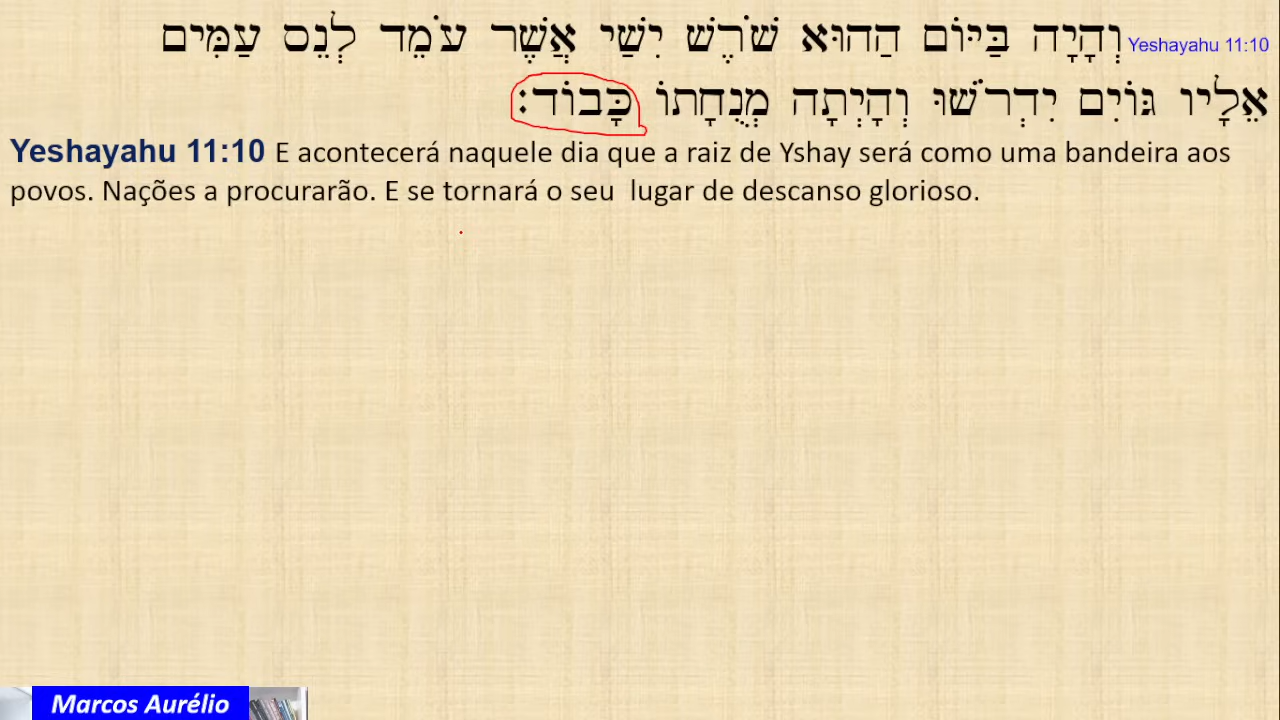 Yeshayahu 11:10 וְהָיָה בַּיּוֹם הַהוּא שֹׁרֶשׁ יִשַׁי אֲשֶׁר עֹמֵד לְנֵס עַמִּים
אֵלָיו גּוֹיִם יִדְרֹשׁוּ וְהָיְתָה מְנֻחָתוֹ כָּבוֹד׃
Yeshayahu 11:10 E acontecerá naquele dia que a raiz de Yshay será como uma bandeira aos
povos. Nações a procurarão. E se tornará o seu lugar de descanso glorioso.
Marcos Aurélio